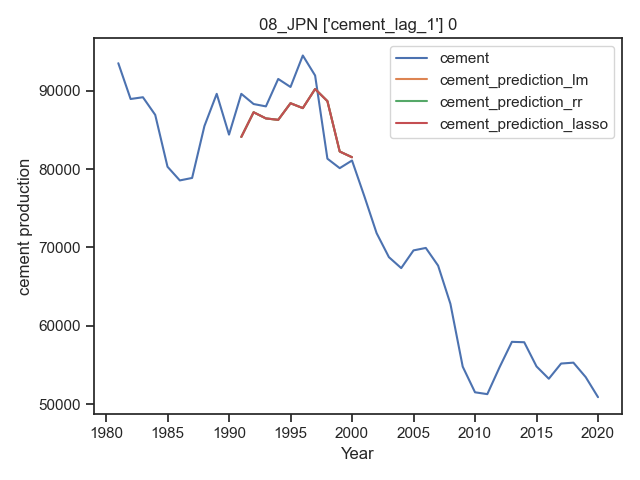 08_JPN ['cement_lag_1'] 0
cement
cement_prediction_lm
cement_prediction_rr
cement_prediction_lasso
90000
80000
70000
60000
50000
cement production
1980 1985 1990 1995 2000 2005 2010 2015 2020
Year